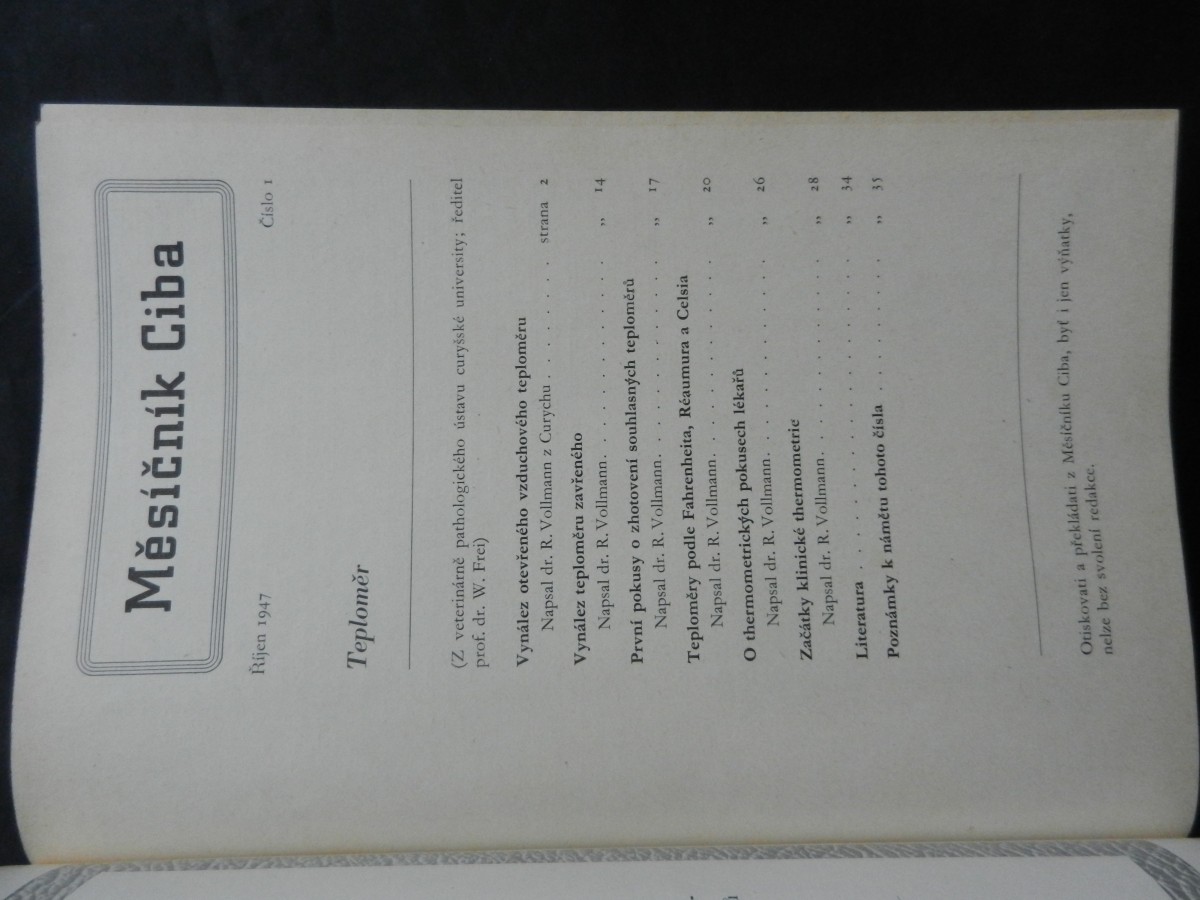 Měsíčník Ciba
Říjen 1947 Číslo 1
Teploměr
(Z veterinárně pathologického ústavu curyšské university; ředitel
prof. dr. W. Frei)
Vynález otevřeného vzduchového teploměru
Napsal dr. R. Vollmann z Curychu . . . . . . . strana 2
Vynález teploměru zavřeného
Napsal dr. R. Vollmann. . . . . . . . . . . „ 14
První pokusy o zhotovení souhlasných teploměrů
Napsal dr. R. Vollmann. . . . . . . . . . . „ 17
Teploměry podle Fahrenheita, Réaumura a Celsia
Napsal dr. R. Vollmann. . . . . . . . . . . „ 20
O thermometrických pokusech lékařů
Napsal dr. R. Vollmann. . . . . . . . . . . „ 26
Začátky klinické thermometrie
Napsal dr. R. Vollmann. . . . . . . . . . . „ 28
Literatura . . . . . . . . . . . . . . . . „ 34
Poznámky k námětu tohoto čísla . . . . . . . . „ 35
Otiskovati a překládati z Měsíčníku Ciba, byť i jen výňatky,
nelze bez svolení redakce.